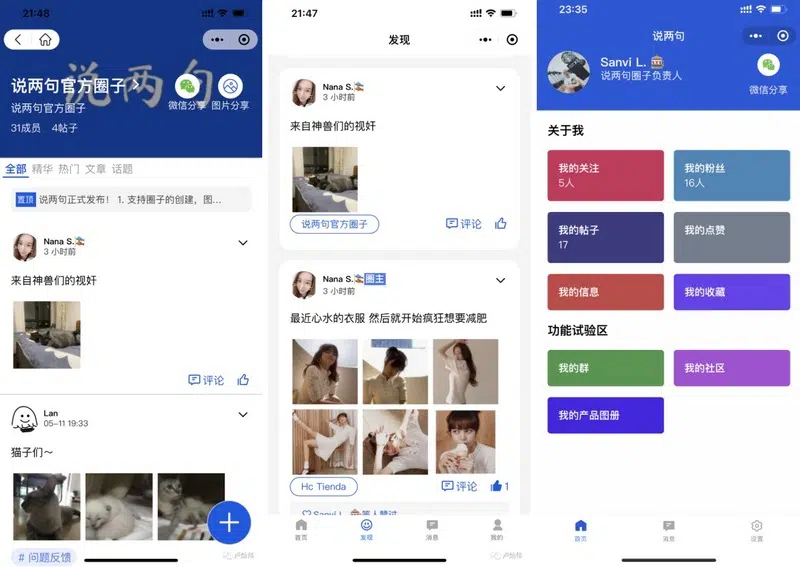 21:48
说两句
说两句官方圈子
说两句官方圈子
微信分享
图片分享
31成员 4帖子
全部 精华 热门 文章 话题
置顶 说两句正式发布！ 1. 支持圈子的创建，图...
Nana S.
3 小时前
来自神兽们的视奸
评论
Lan
05-11 19:33
猫子们～
# 问题反馈
21:47
发现
Nana S.
3 小时前
来自神兽们的视奸
说两句官方圈子
评论
Nana S. 圈主
3 小时前
最近心水的衣服 然后就开始疯狂想要减肥
Hc Tienda
评论
1
Sanvi L. 等人赞过
首页
发现
消息
我的
23:35
说两句
Sanvi L.
说两句圈子负责人
微信分享
关于我
我的关注
5人
我的粉丝
16人
我的帖子
17
我的点赞
我的信息
我的收藏
功能试验区
我的群
我的社区
我的产品图册
首页
消息
设置